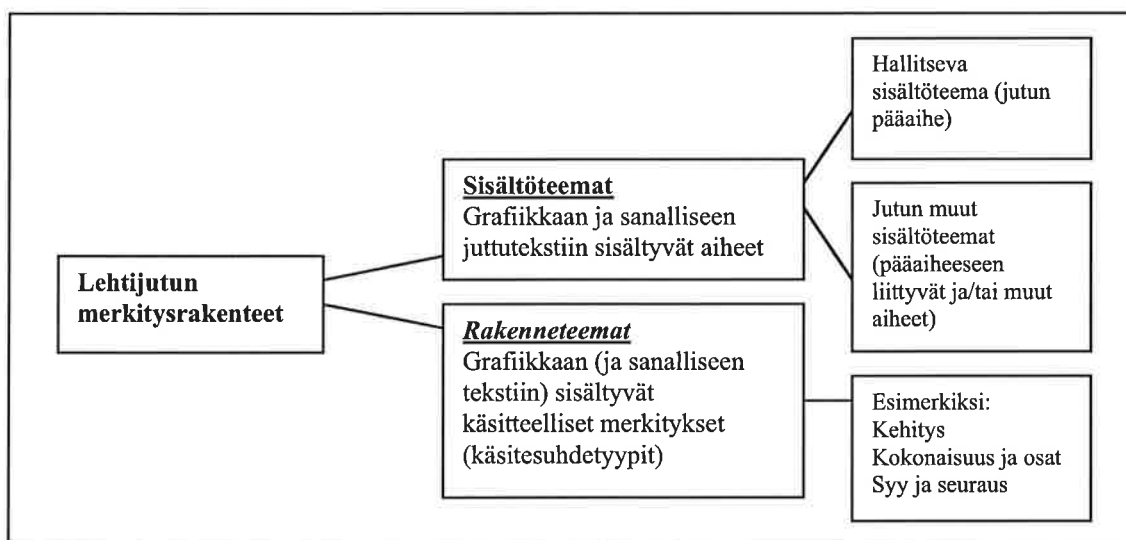 Lehtijutun
merkitysrakenteet
Sisältöteemat
Grafiikkaan ja sanalliseen
juttutekstiin sisältyvät aiheet
Rakenneteemat
Grafiikkaan (ja sanalliseen
tekstiin) sisältyvät
käsitteelliset merkitykset
(käsitesuhdetyypit)
Hallitseva
sisältöteema (jutun
pääaihe)
Jutun muut
sisältöteemat
(pääaiheeseen
liittyvät ja/tai muut
aiheet)
Esimerkiksi:
Kehitys
Kokonaisuus ja osat
Syy ja seuraus